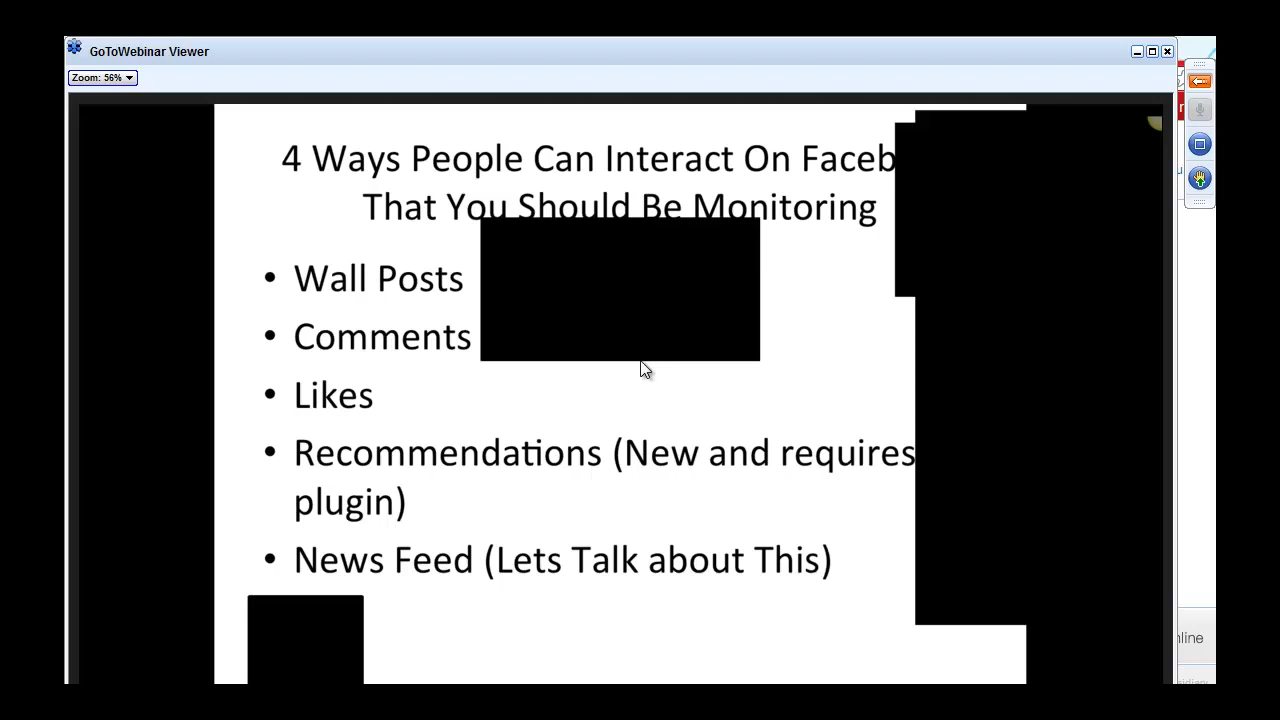 GoToWebinar Viewer
Zoom: 56%
4 Ways People Can Interact On Faceb
That You Should Be Monitoring
• Wall Posts
• Comments
• Likes
• Recommendations (New and requires
plugin)
• News Feed (Lets Talk about This)
nline